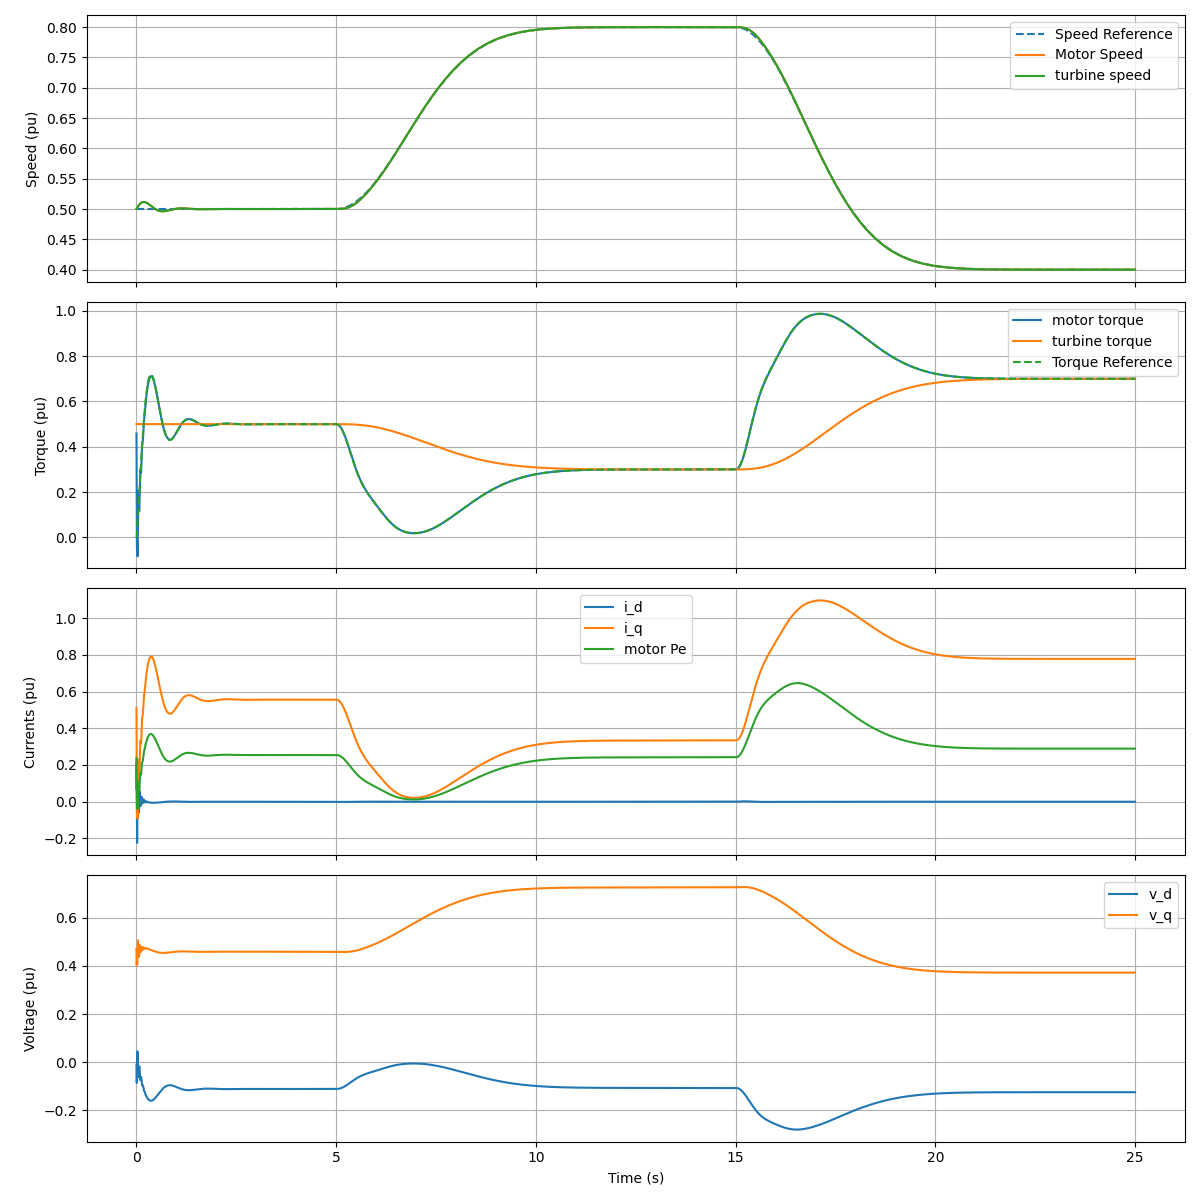 Speed (pu)
0.80
0.75
0.70
0.65
0.60
0.55
0.50
0.45
0.40
Speed Reference
Motor Speed
turbine speed
Torque (pu)
1.0
0.8
0.6
0.4
0.2
0.0
motor torque
turbine torque
Torque Reference
Currents (pu)
1.0
0.8
0.6
0.4
0.2
0.0
−0.2
i_d
i_q
motor Pe
Voltage (pu)
0.6
0.4
0.2
0.0
−0.2
v_d
v_q
0 5 10 15 20 25
Time (s)